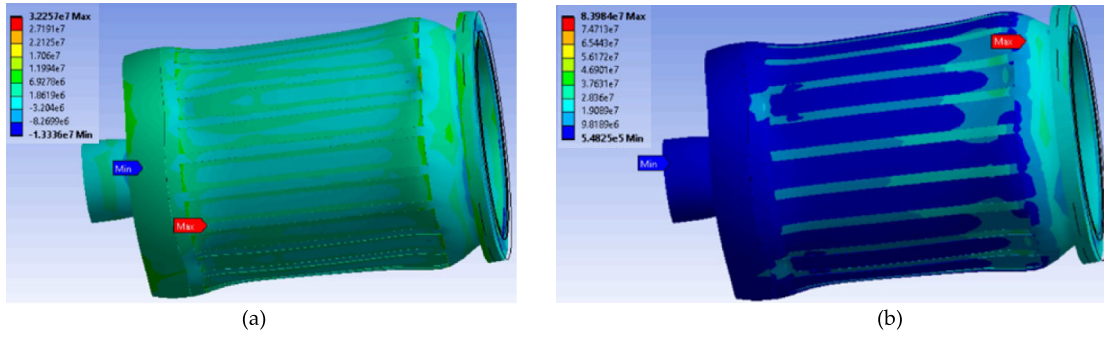 3.2257e7 Max
2.7191e7
2.2125e7
1.706e7
1.1994e7
6.9278e6
1.8619e6
-3.204e6
-8.2699e6
-1.3336e7 Min
Min
Max
(a)
8.3984e7 Max
7.4713e7
6.5443e7
5.6172e7
4.6901e7
3.7631e7
2.836e7
1.9089e7
9.8189e6
5.4825e5 Min
Max
Min
(b)